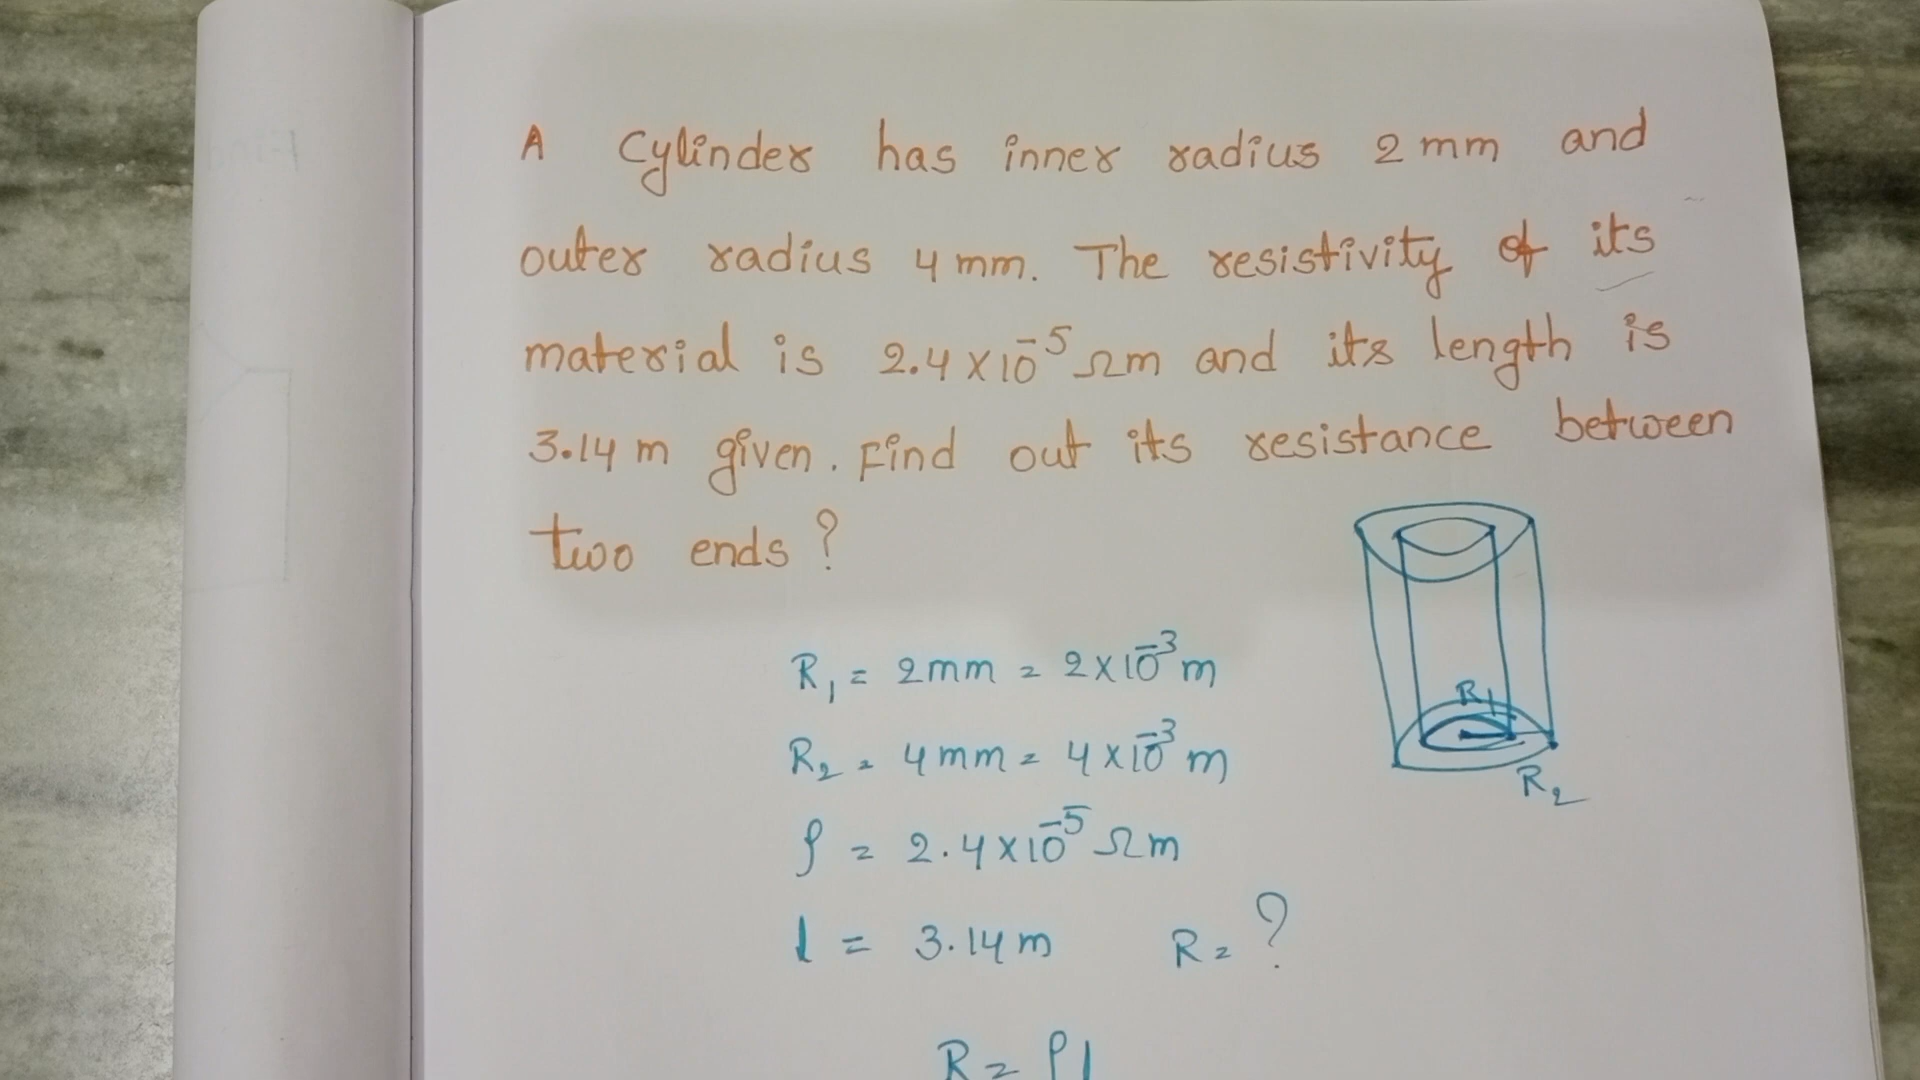 A Cylinder has inner radius 2 mm and
outer radius 4 mm. The resistivity of its
material is 2.4 × 10⁻⁵ Ωm and its length is
3.14 m given. Find out its resistance between
two ends ?
R₁ = 2mm = 2×10⁻³ m
R₂ = 4mm = 4×10⁻³ m
ρ = 2.4×10⁻⁵ Ωm
l = 3.14 m R = ?
R = ρl
R₁
R₂